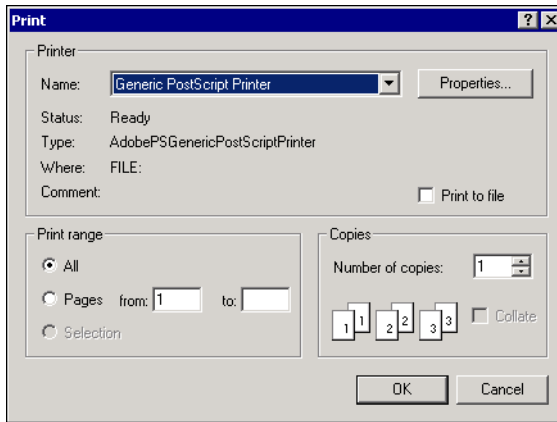 Print
Printer
Name: Generic PostScript Printer Properties...
Status: Ready
Type: AdobePSGenericPostScriptPrinter
Where: FILE:
Comment: Print to file
Print range
All
Pages from: 1 to:
Selection
Copies
Number of copies: 1
1 1 2 2 3 3 Collate
OK Cancel